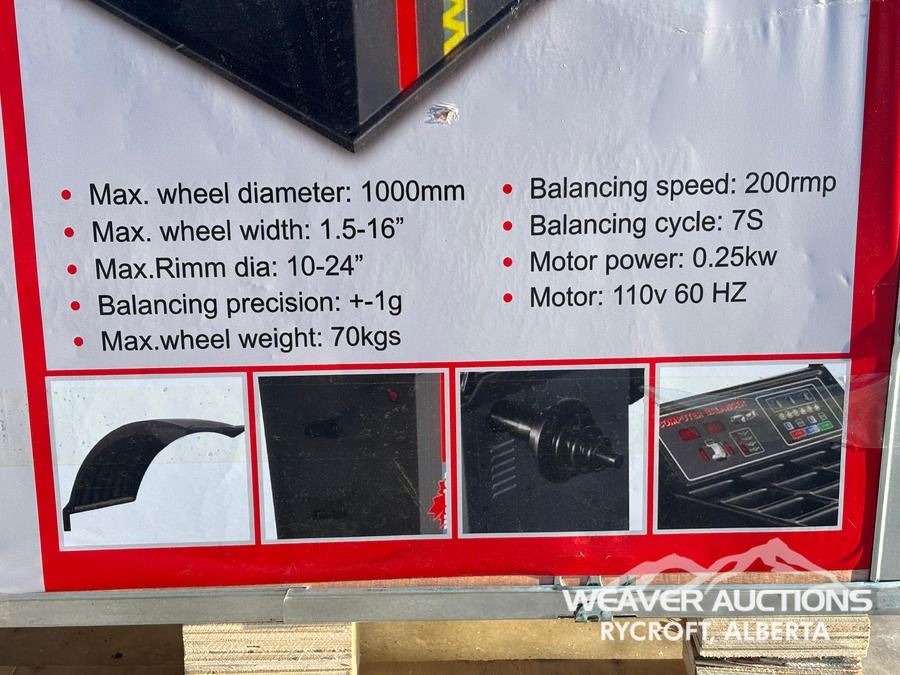 Max. wheel diameter: 1000mm
Max. wheel width: 1.5-16”
Max.Rimm dia: 10-24”
Balancing precision: +-1g
Max.wheel weight: 70kgs
Balancing speed: 200rmp
Balancing cycle: 7S
Motor power: 0.25kw
Motor: 110v 60 HZ
COMPUTER BALANCER
WEAVER AUCTIONS
RYCROFT, ALBERTA